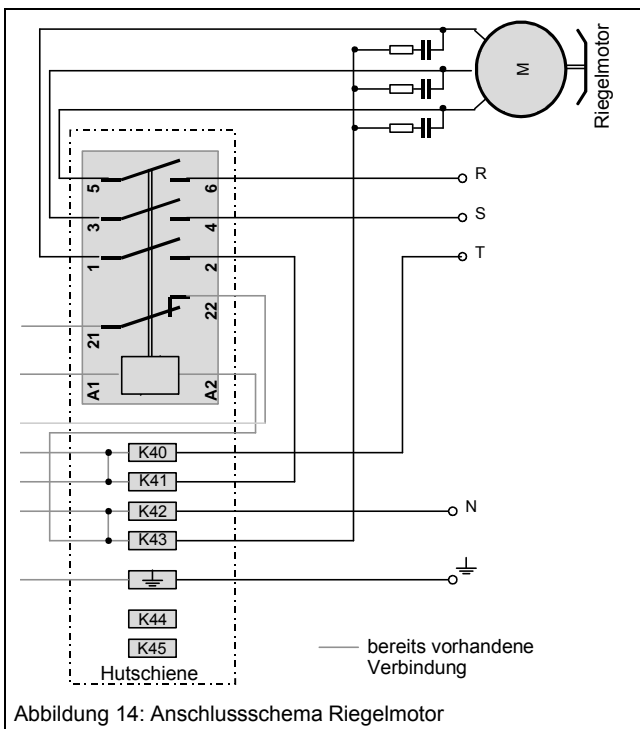 M
Riegelmotor
5 6 R
3 4 S
1 2 T
21 22
A1 A2
K40
K41
K42 N
K43
K44
K45
Hutschiene
bereits vorhandene
Verbindung
Abbildung 14: Anschlussschema Riegelmotor